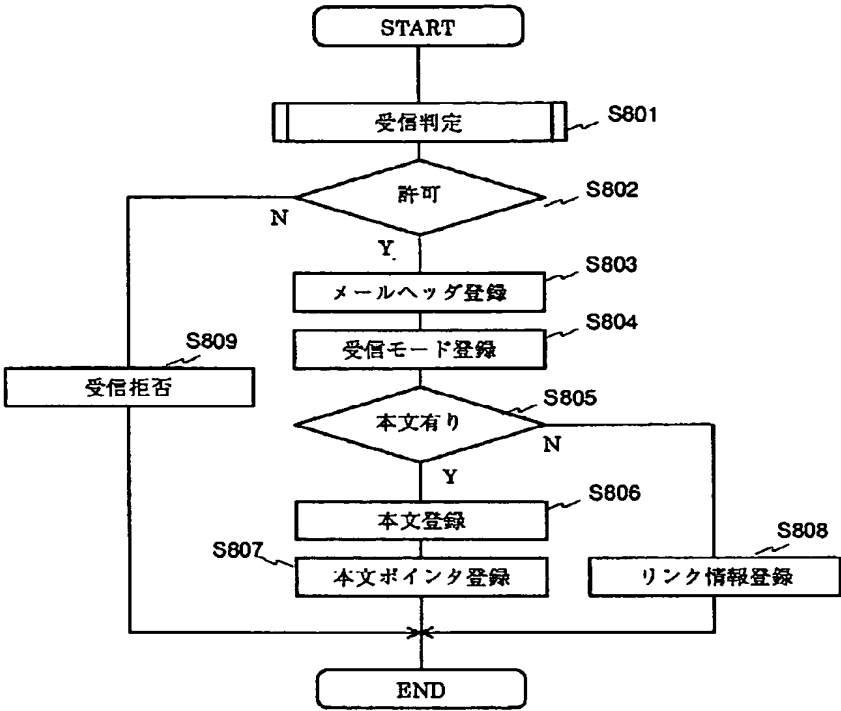 START
受信判定
S801
許可
S802
N
Y
S803
メールヘッダ登録
S804
受信モード登録
S809
受信拒否
S805
本文有り
N
Y
S806
本文登録
S807
本文ポインタ登録
S808
リンク情報登録
END